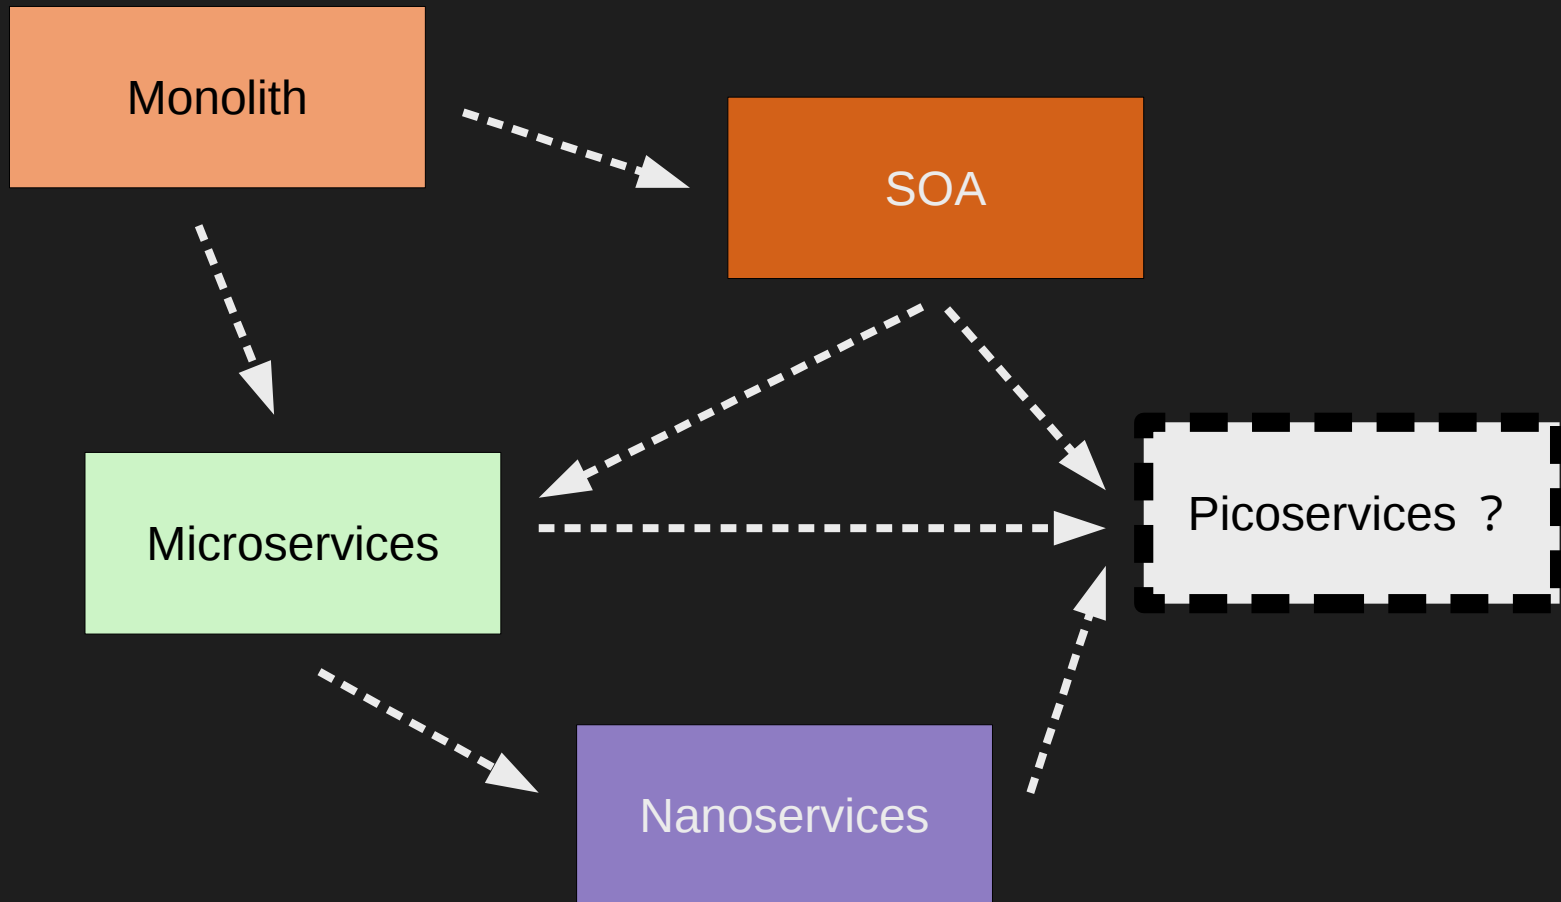 Monolith
SOA
Microservices
Picoservices ?
Nanoservices